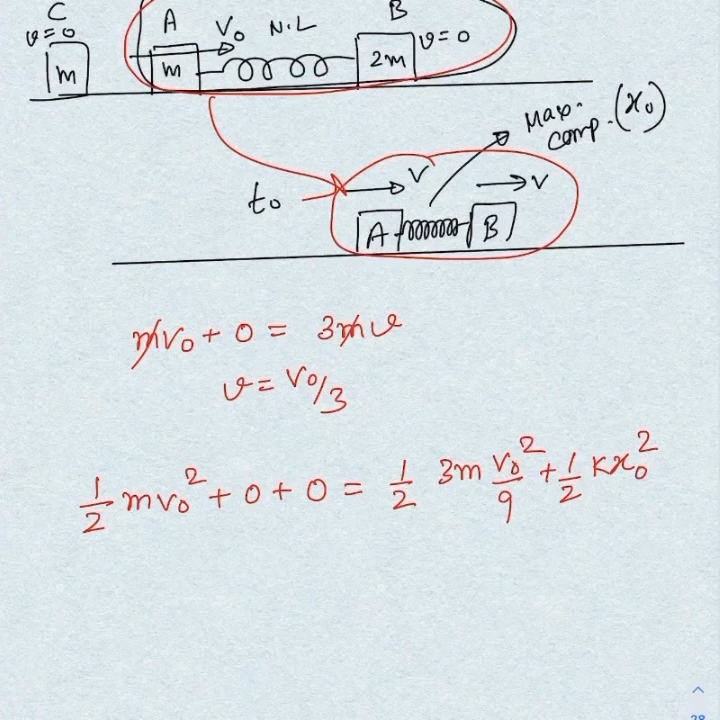 C A V₀ N.L B
v=0 v=0
m m 2m
Max. comp. (x₀)
t₀ V V
A B
mv₀ + 0 = 3mv
v = v₀/3
1/2 mv₀² + 0 + 0 = 1/2 3m v₀²/9 + 1/2 Kx₀²